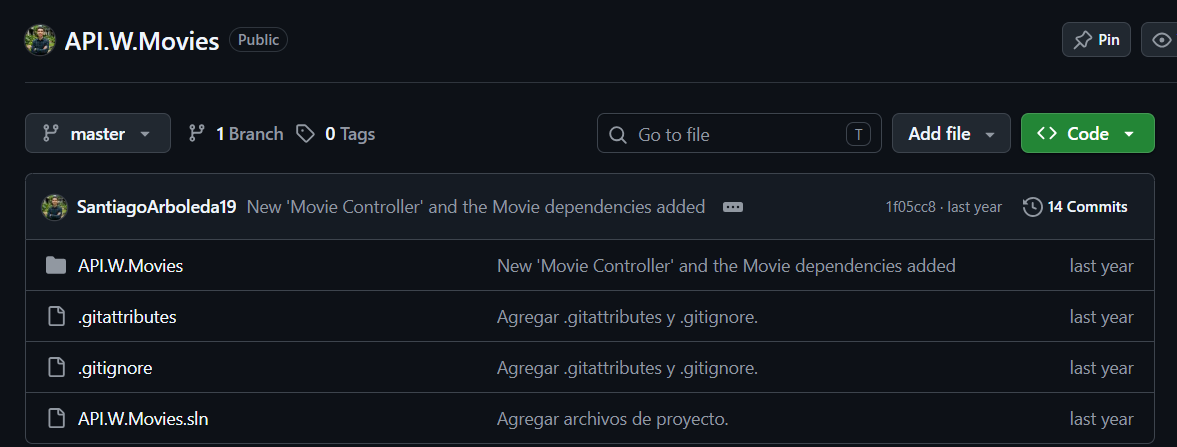 API.W.Movies Public Pin
master 1 Branch 0 Tags Go to file T Add file Code
SantiagoArboleda19 New 'Movie Controller' and the Movie dependencies added 1f05cc8 · last year 14 Commits
API.W.Movies New 'Movie Controller' and the Movie dependencies added last year
.gitattributes Agregar .gitattributes y .gitignore. last year
.gitignore Agregar .gitattributes y .gitignore. last year
API.W.Movies.sln Agregar archivos de proyecto. last year